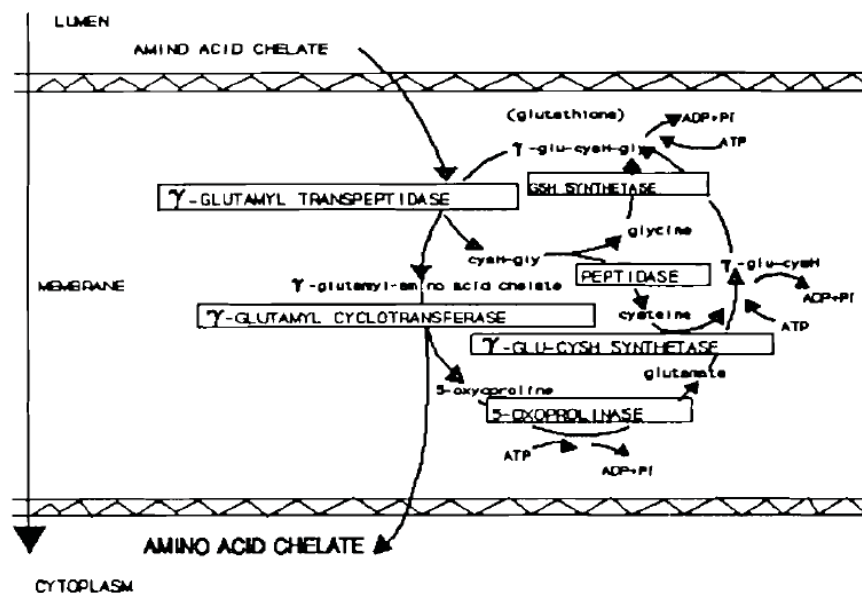 LUMEN
AMINO ACID CHELATE
(glutathione)
ADP+PI
γ-glu-cysH-gly
ATP
γ-GLUTAMYL TRANSPEPTIDASE
GSH SYNTHETASE
glycine
cysH-gly
γ-glu-cysH
PEPTIDASE
MEMBRANE
γ-glutamyl-amino acid chelate
ADP+PI
cysteine
γ-GLUTAMYL CYCLOTRANSFERASE
ATP
γ-GLU-CYSH SYNTHETASE
glutamate
5-oxyoproline
5-OXOPROLINASE
ATP
ADP+PI
AMINO ACID CHELATE
CYTOPLASM